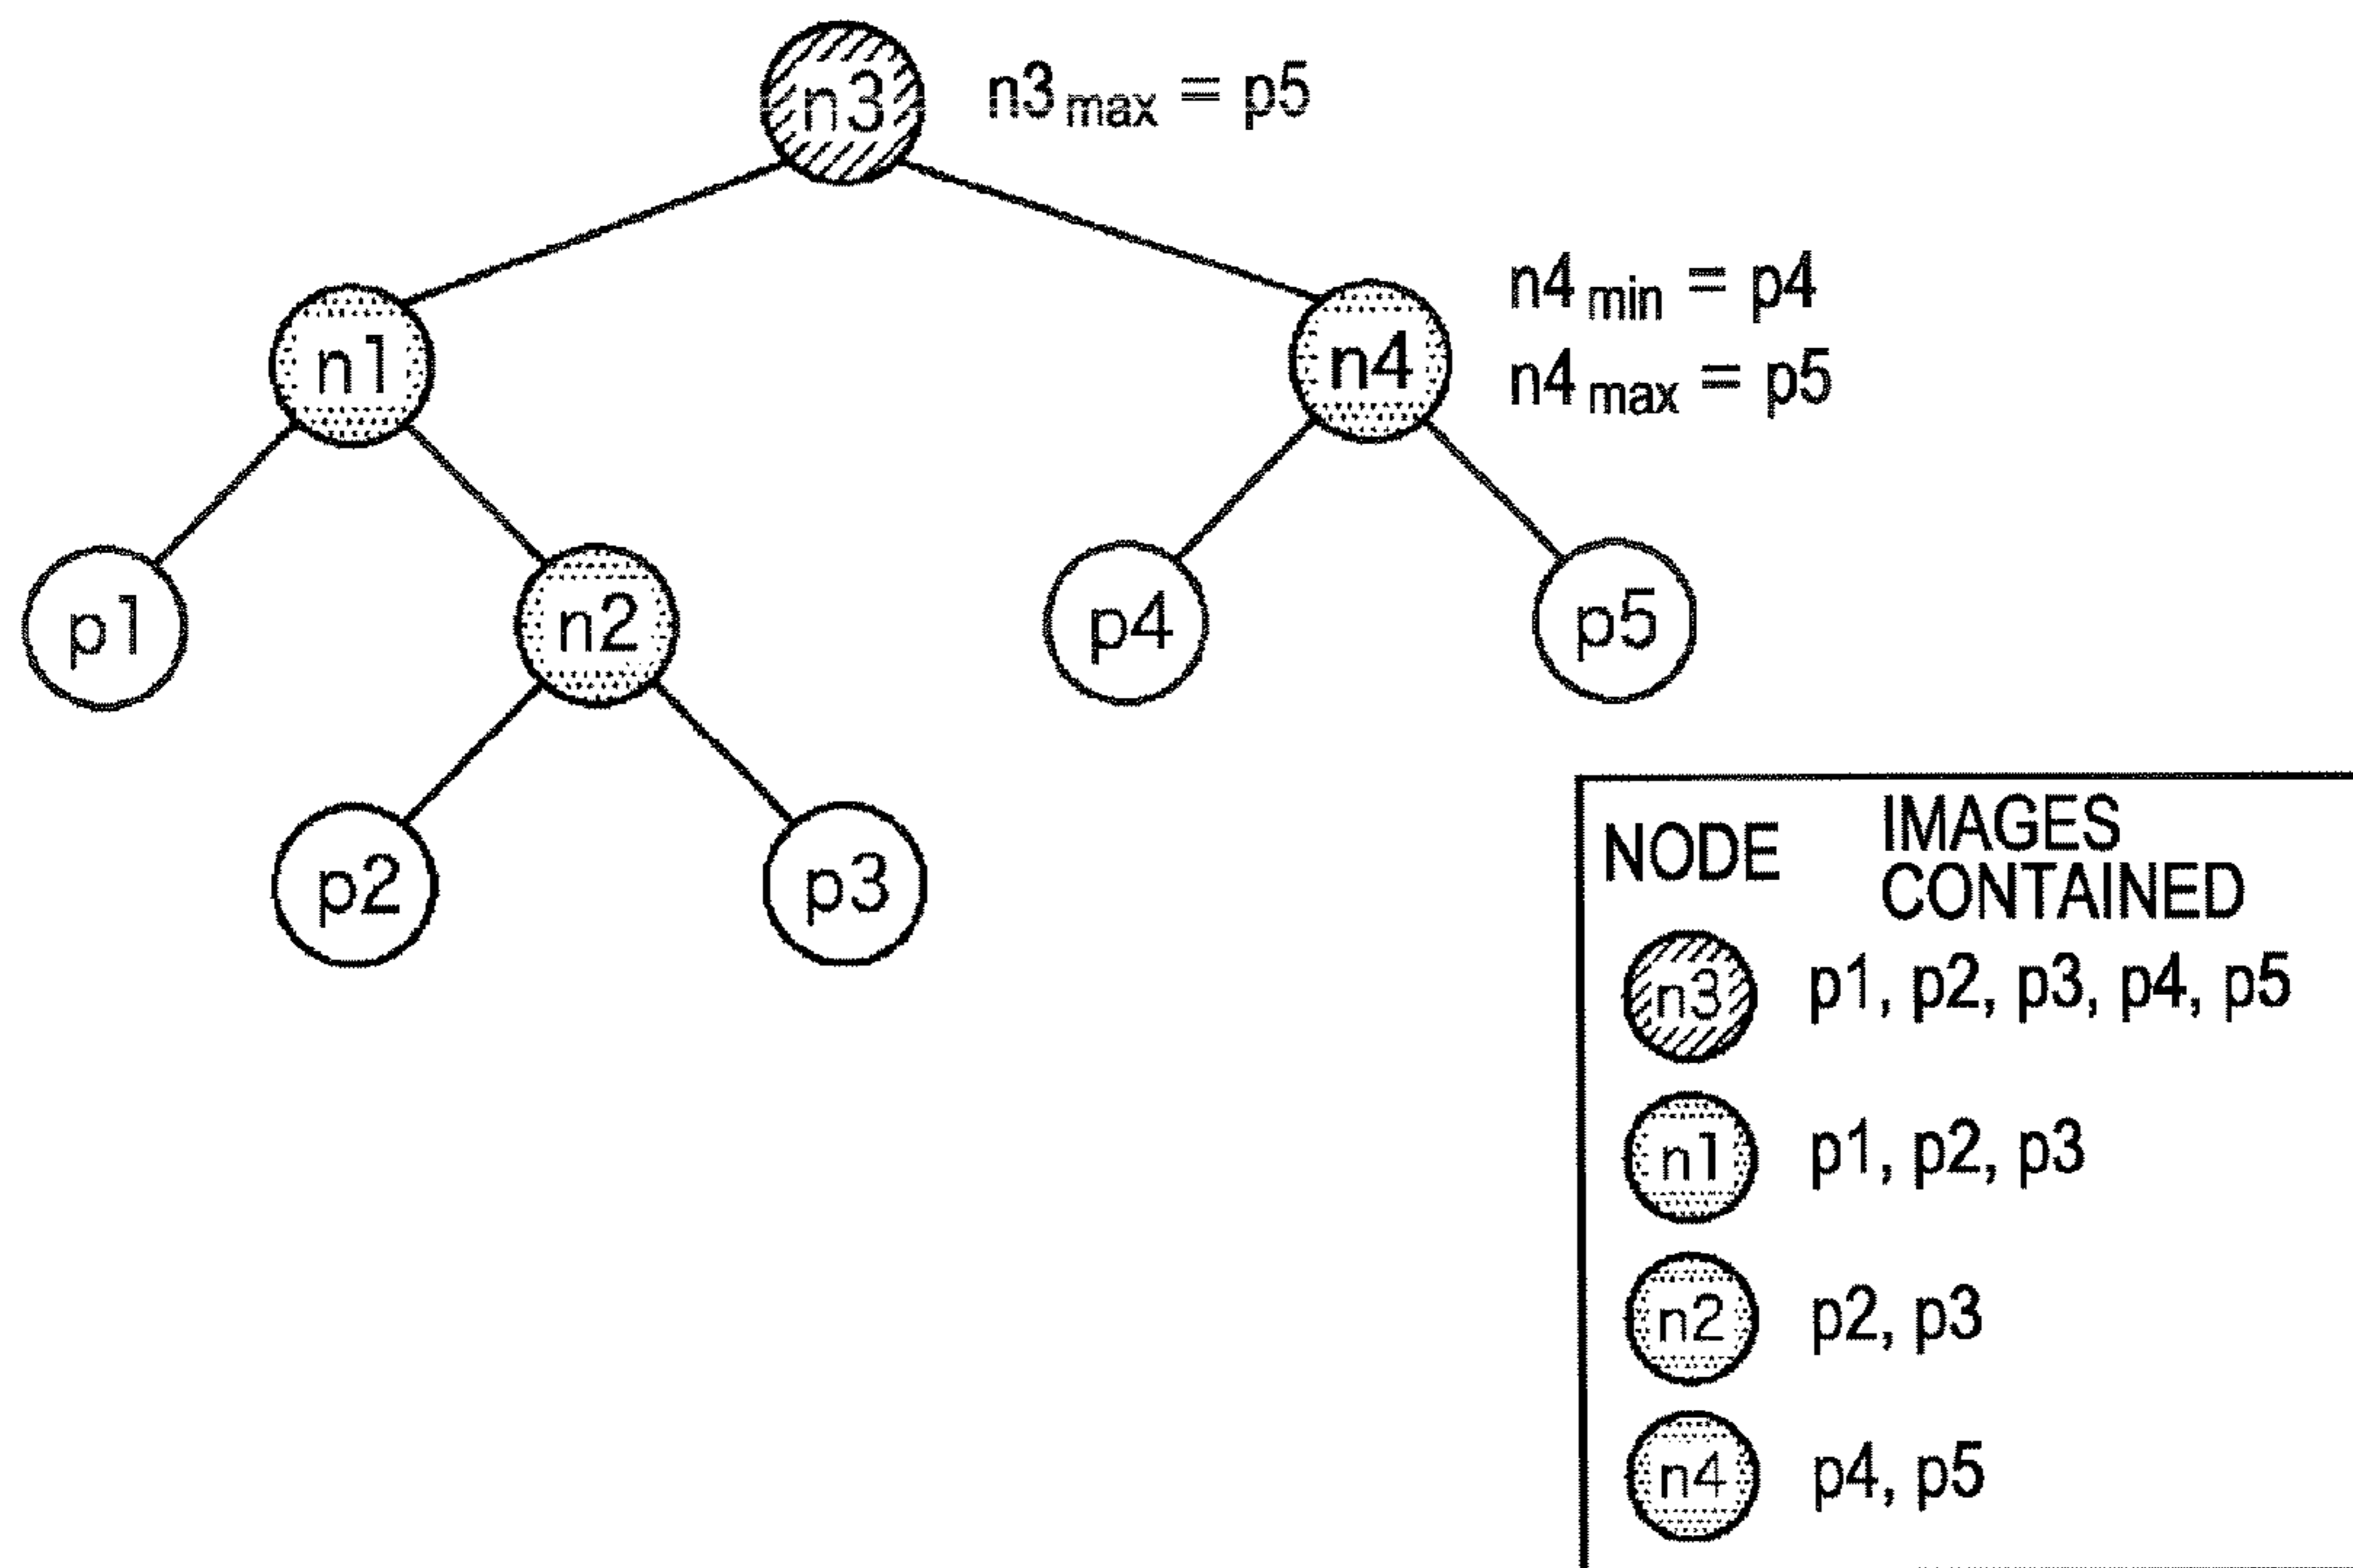 n3
n3max = p5
n1
n4
n4min = p4
n4max = p5
p1
n2
p4
p5
p2
p3
NODE
IMAGES
CONTAINED
n3 p1, p2, p3, p4, p5
n1 p1, p2, p3
n2 p2, p3
n4 p4, p5